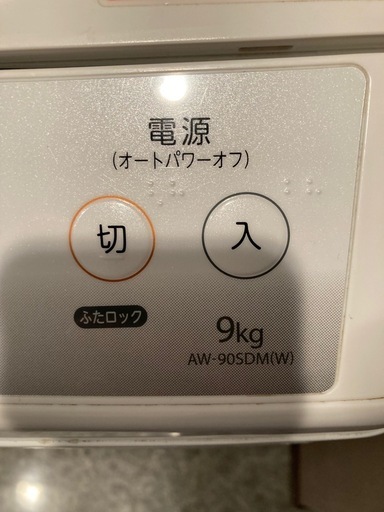 電源
(オートパワーオフ)
切 入
ふたロック
9kg
AW-90SDM(W)